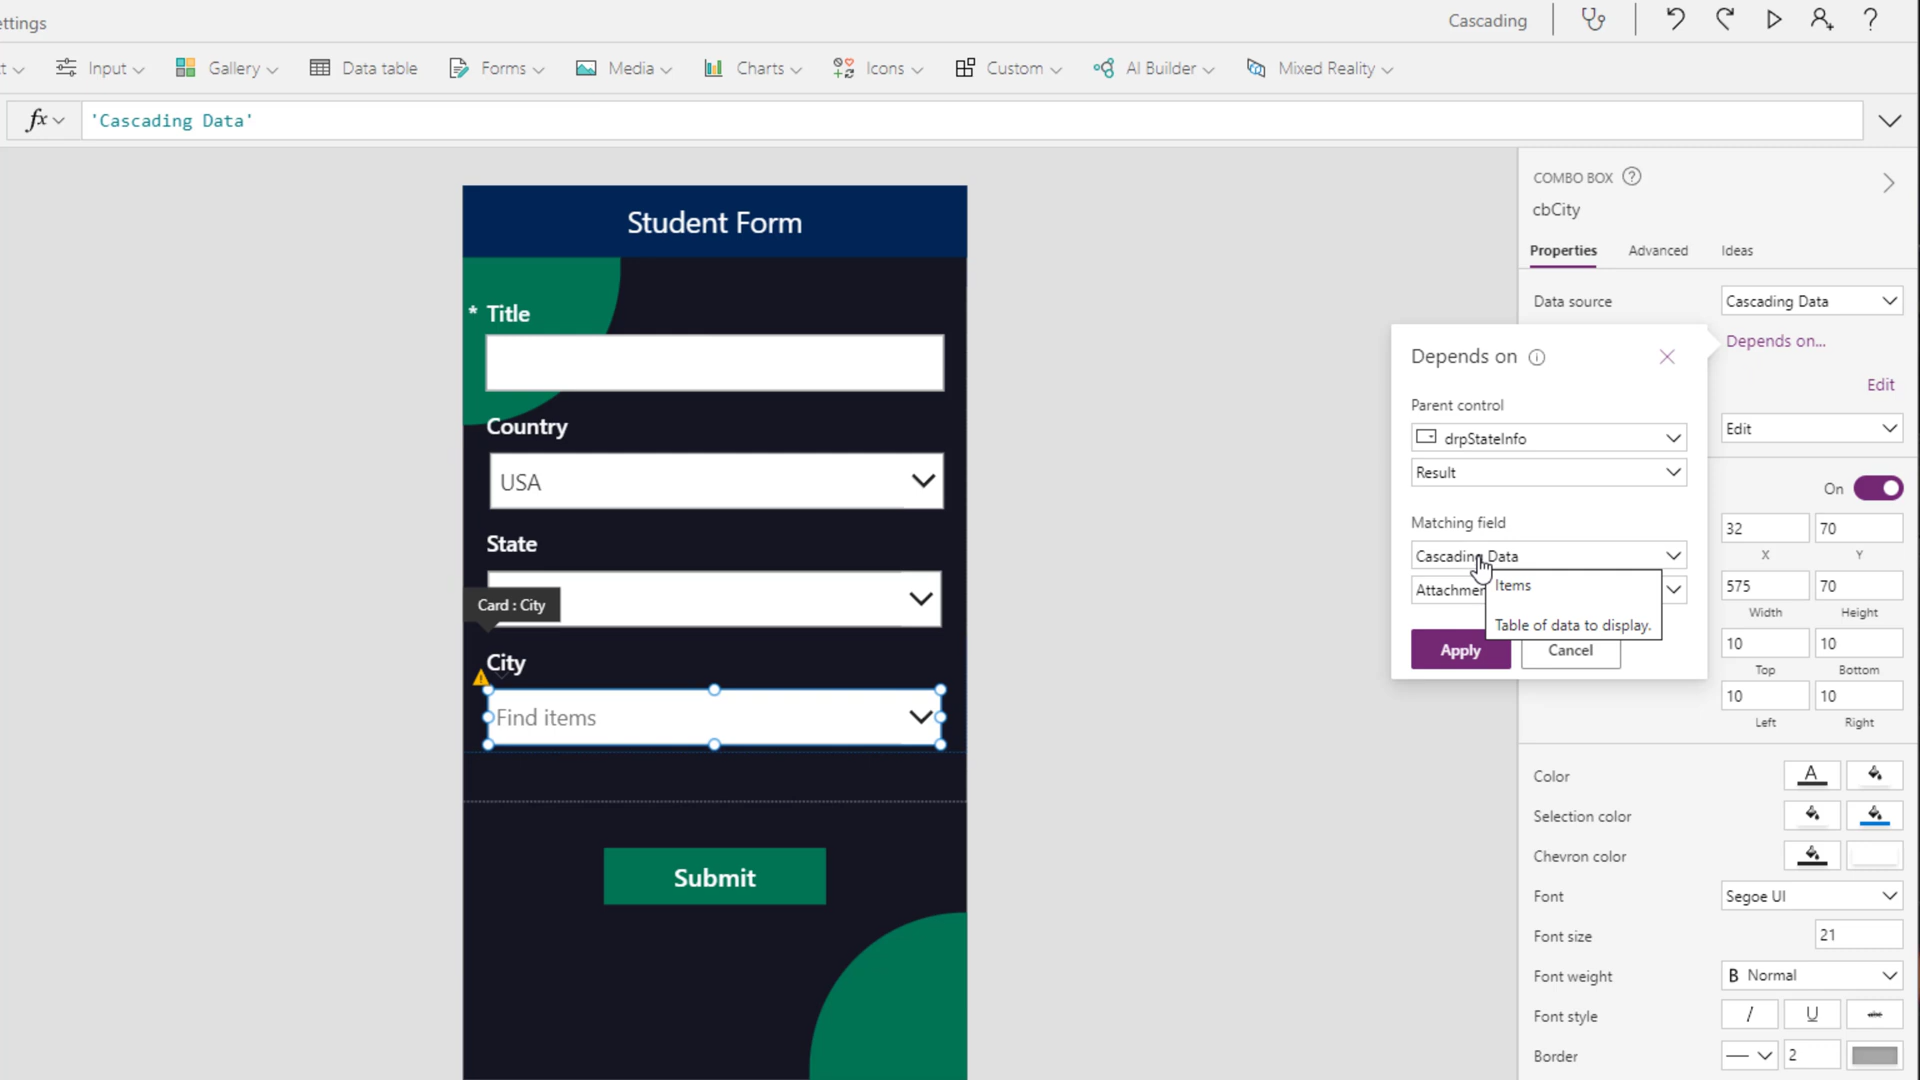 ettings
Cascading
t
Input
Gallery
Data table
Forms
Media
Charts
Icons
Custom
AI Builder
Mixed Reality
fx
'Cascading Data'
Student Form
* Title
Country
USA
State
Card : City
City
Find items
Submit
COMBO BOX
cbCity
Properties
Advanced
Ideas
Data source
Cascading Data
Depends on...
Edit
Edit
Depends on
Parent control
drpStateInfo
Result
Matching field
Cascading Data
Attachmen
Items
Table of data to display.
Apply
Cancel
On
32
70
X
Y
575
70
Width
Height
10
10
Top
Bottom
10
10
Left
Right
Color
A
Selection color
Chevron color
Font
Segoe UI
Font size
21
Font weight
B Normal
Font style
/
U
abc
Border
2